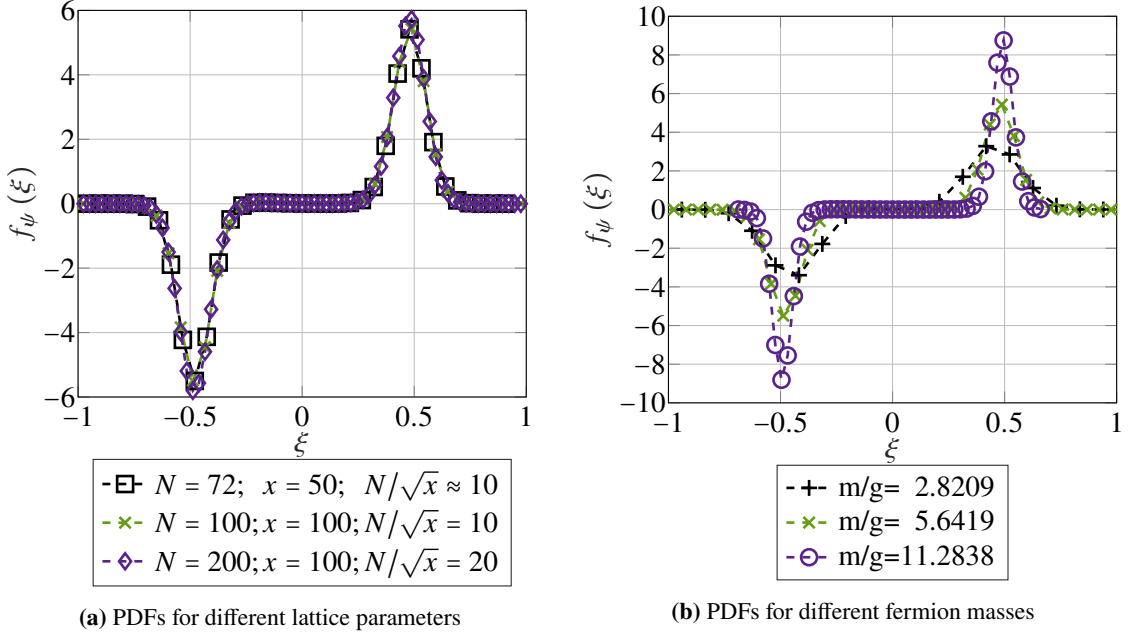 6
4
2
0
−2
−4
−6
−1
−0.5
0
0.5
1
ξ
f_ψ (ξ)
N = 72; x = 50; N/√x ≈ 10
N = 100; x = 100; N/√x = 10
N = 200; x = 100; N/√x = 20
(a) PDFs for different lattice parameters
10
8
6
4
2
0
−2
−4
−6
−8
−10
−1
−0.5
0
0.5
1
ξ
f_ψ (ξ)
m/g= 2.8209
m/g= 5.6419
m/g=11.2838
(b) PDFs for different fermion masses